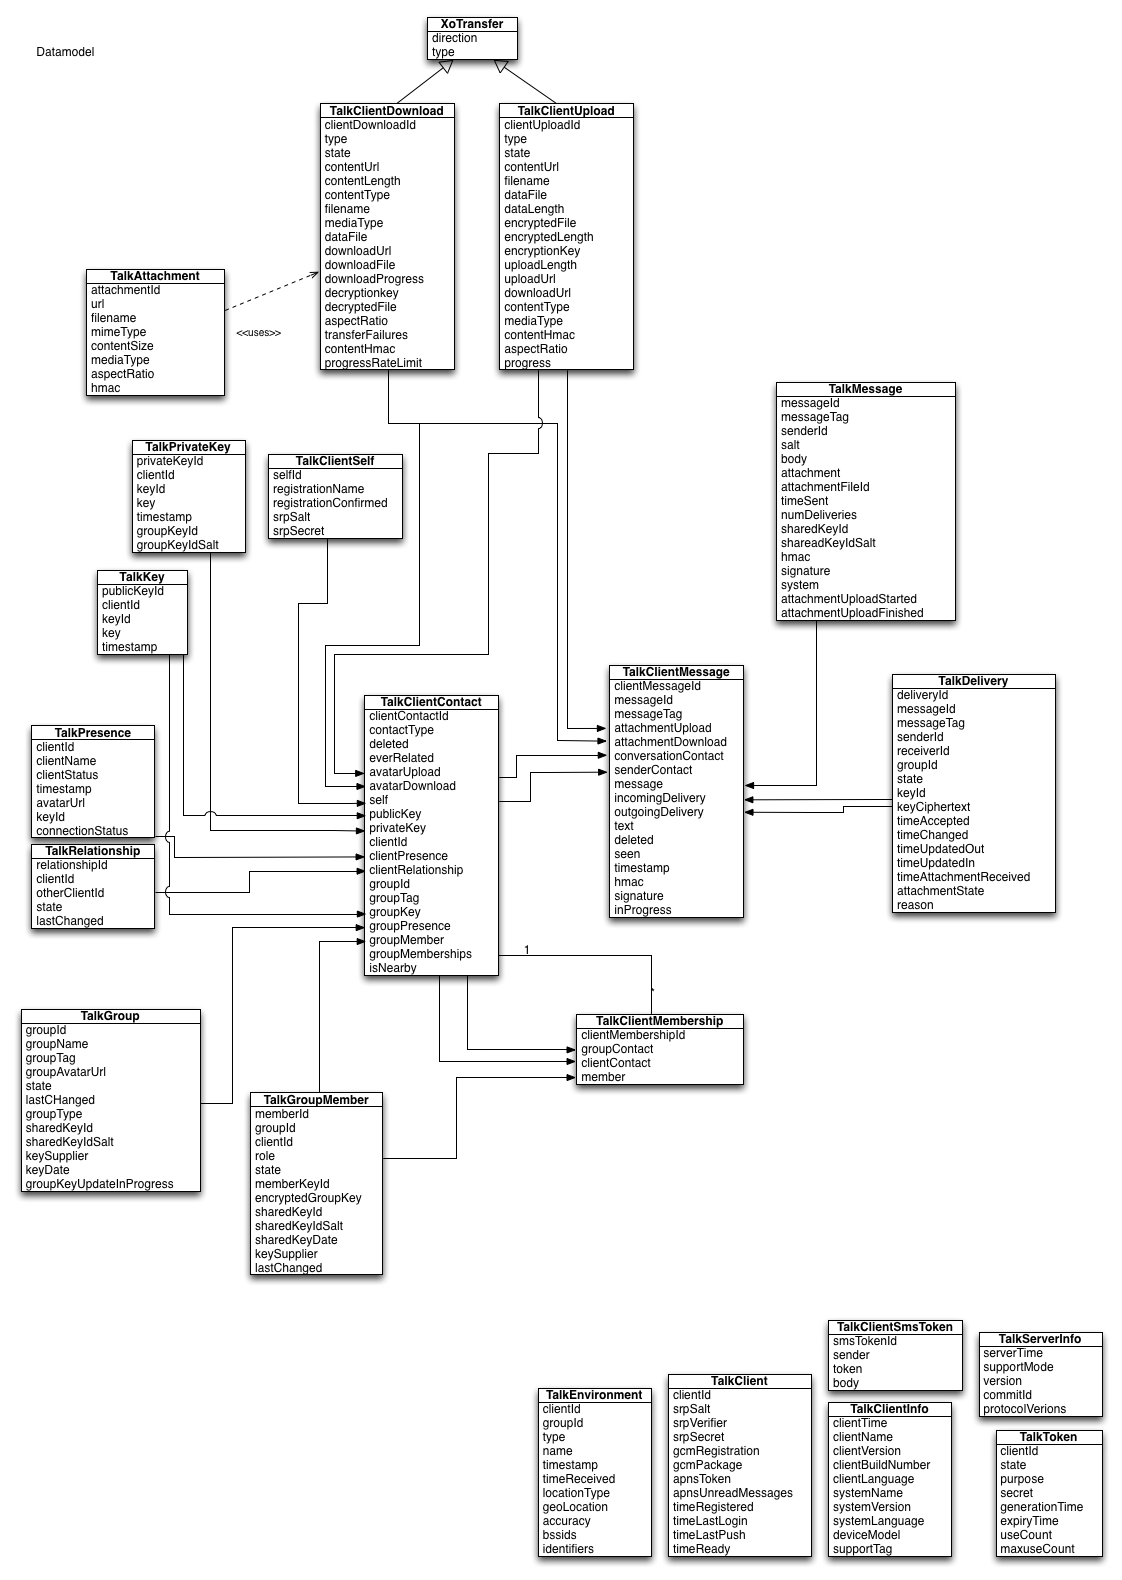 Datamodel
XoTransfer
direction
type
TalkClientDownload
clientDownloadId
type
state
contentUrl
contentLength
contentType
filename
mediaType
dataFile
downloadUrl
downloadFile
downloadProgress
decryptionkey
decryptedFile
aspectRatio
transferFailures
contentHmac
progressRateLimit
TalkClientUpload
clientUploadId
type
state
contentUrl
filename
dataFile
dataLength
encryptedFile
encryptedLength
encryptionKey
uploadLength
uploadUrl
downloadUrl
contentType
mediaType
contentHmac
aspectRatio
progress
TalkAttachment
attachmentId
url
filename
mimeType
contentSize
mediaType
aspectRatio
hmac
<<uses>>
TalkMessage
messageId
messageTag
senderId
salt
body
attachment
attachmentFileId
timeSent
numDeliveries
sharedKeyId
shareadKeyIdSalt
hmac
signature
system
attachmentUploadStarted
attachmentUploadFinished
TalkPrivateKey
privateKeyId
clientId
keyId
key
timestamp
groupKeyId
groupKeyIdSalt
TalkClientSelf
selfId
registrationName
registrationConfirmed
srpSalt
srpSecret
TalkKey
publicKeyId
clientId
keyId
key
timestamp
TalkClientMessage
clientMessageId
messageId
messageTag
attachmentUpload
attachmentDownload
conversationContact
senderContact
message
incomingDelivery
outgoingDelivery
text
deleted
seen
timestamp
hmac
signature
inProgress
TalkDelivery
deliveryId
messageId
messageTag
senderId
receiverId
groupId
state
keyId
keyCiphertext
timeAccepted
timeChanged
timeUpdatedOut
timeUpdatedIn
timeAttachmentReceived
attachmentState
reason
TalkClientContact
clientContactId
contactType
deleted
everRelated
avatarUpload
avatarDownload
self
publicKey
privateKey
clientId
clientPresence
clientRelationship
groupId
groupTag
groupKey
groupPresence
groupMember
groupMemberships
isNearby
TalkPresence
clientId
clientName
clientStatus
timestamp
avatarUrl
keyId
connectionStatus
TalkRelationship
relationshipId
clientId
otherClientId
state
lastChanged
1
TalkClientMembership
clientMembershipId
groupContact
clientContact
member
TalkGroup
groupId
groupName
groupTag
groupAvatarUrl
state
lastCHanged
groupType
sharedKeyId
sharedKeyIdSalt
keySupplier
keyDate
groupKeyUpdateInProgress
TalkGroupMember
memberId
groupId
clientId
role
state
memberKeyId
encryptedGroupKey
sharedKeyId
sharedKeyIdSalt
sharedKeyDate
keySupplier
lastChanged
TalkEnvironment
clientId
groupId
type
name
timestamp
timeReceived
locationType
geoLocation
accuracy
bssids
identifiers
TalkClient
clientId
srpSalt
srpVerifier
srpSecret
gcmRegistration
gcmPackage
apnsToken
apnsUnreadMessages
timeRegistered
timeLastLogin
timeLastPush
timeReady
TalkClientSmsToken
smsTokenId
sender
token
body
TalkClientInfo
clientTime
clientName
clientVersion
clientBuildNumber
clientLanguage
systemName
systemVersion
systemLanguage
deviceModel
supportTag
TalkServerInfo
serverTime
supportMode
version
commitId
protocolVerions
TalkToken
clientId
state
purpose
secret
generationTime
expiryTime
useCount
maxuseCount